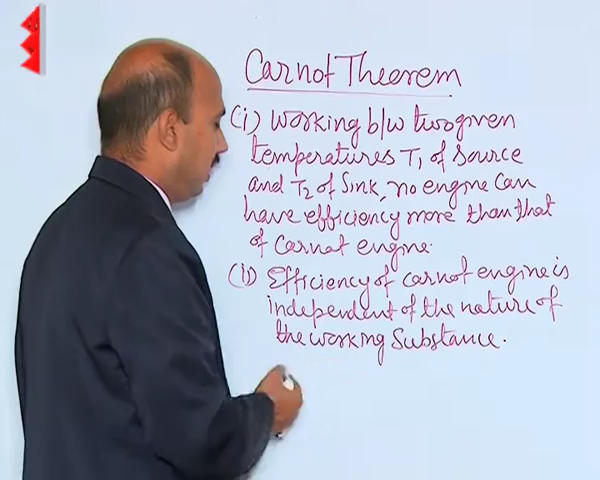 Carnot Theorem
(i) Working b/w two given
temperatures T1 of source
and T2 of Sink, no engine can
have efficiency more than that
of Carnot engine.
(ii) Efficiency of carnot engine is
independent of the nature of
the working Substance.